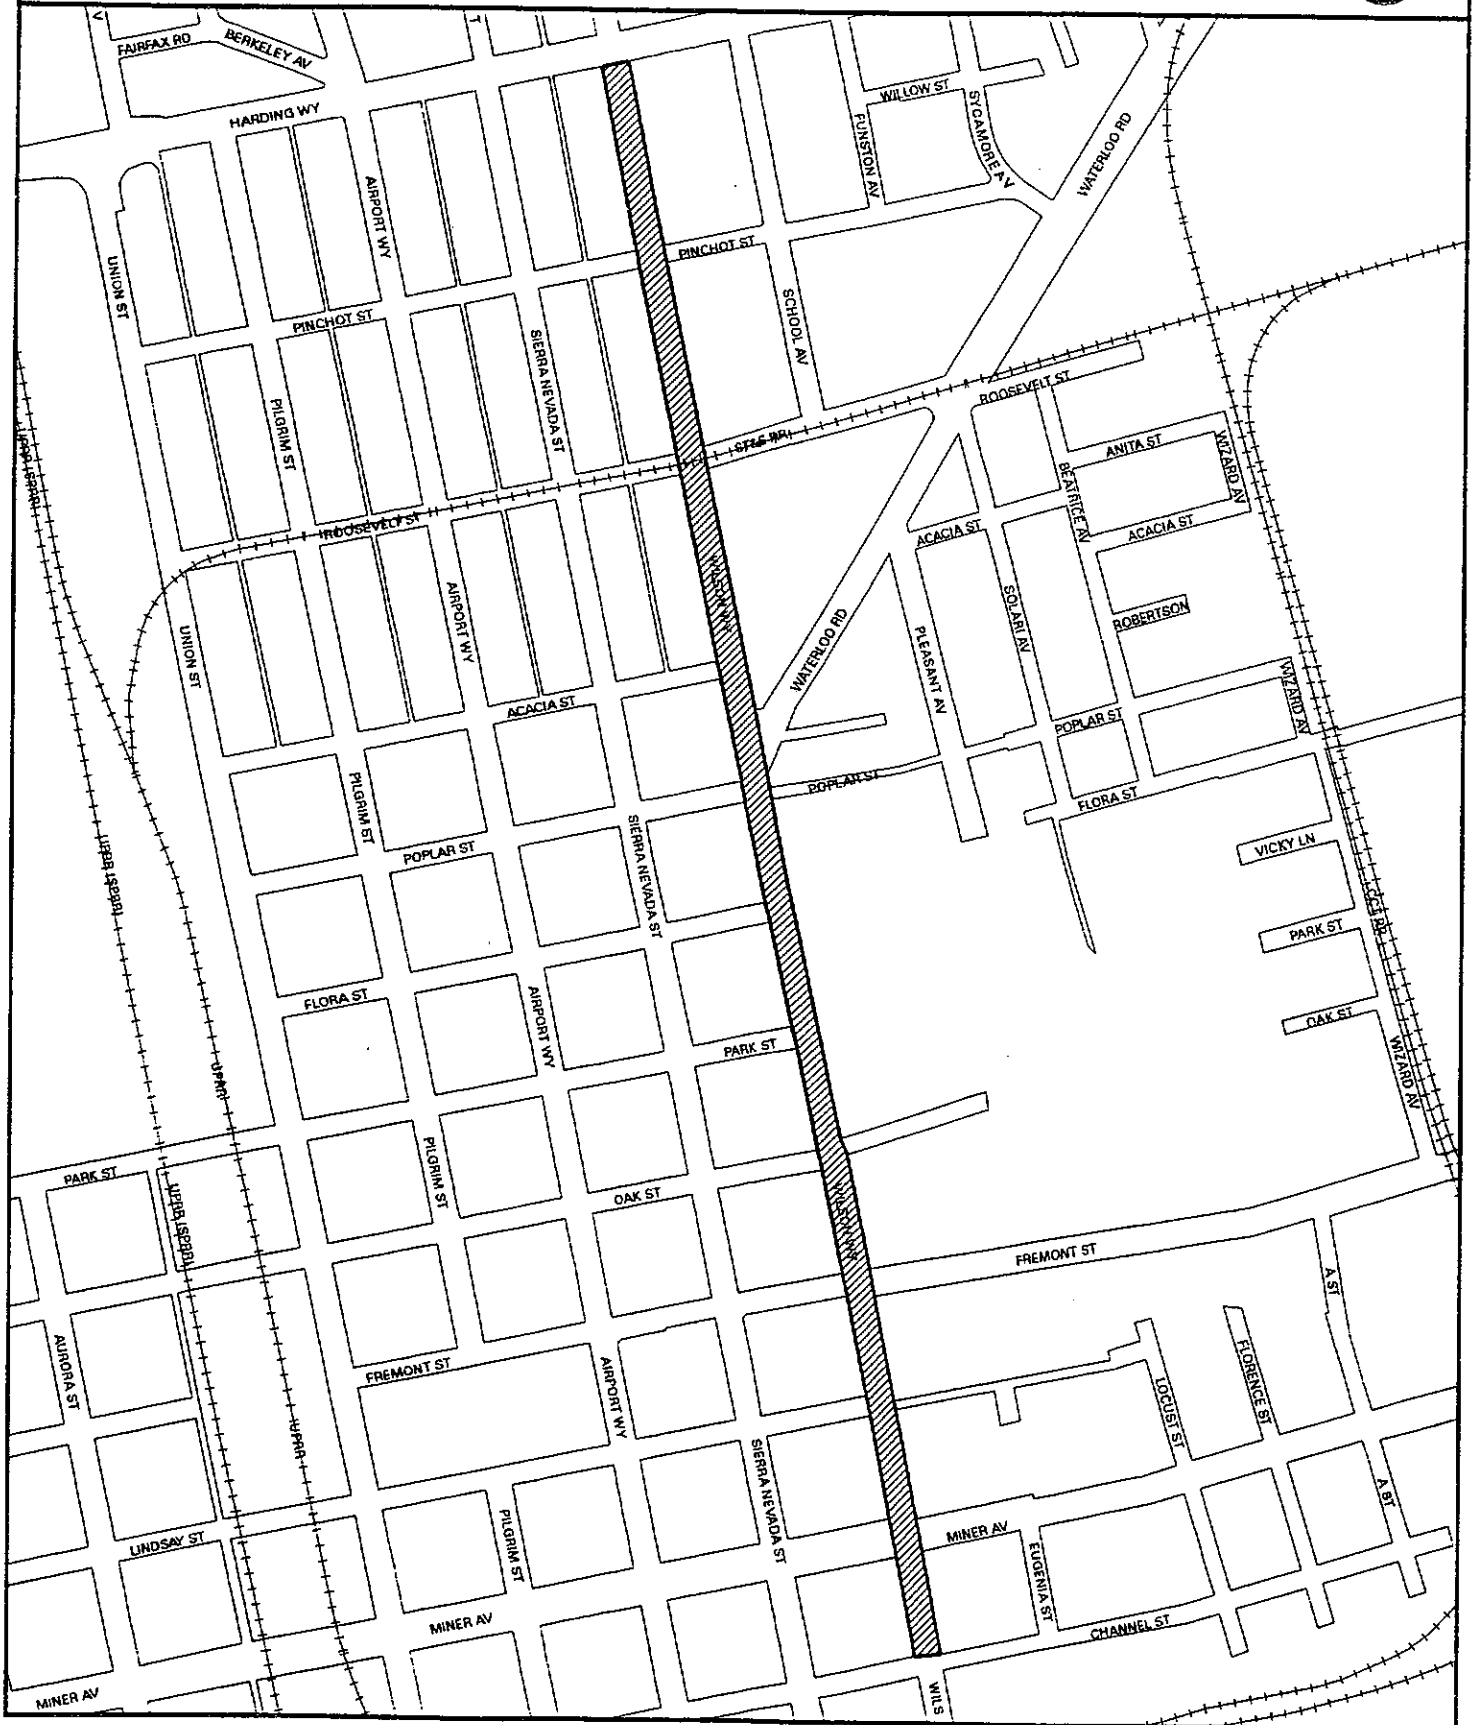 FAIRFAX RD
BERKELEY AV
HARDING WY
WILLOW ST
SYCAMORE AV
FUNSTON AV
WATERLOO RD
AIRPORT WY
UNION ST
PINCHOT ST
PINCHOT ST
SCHOOL AV
SIERRA NEVADA ST
PILGRIM ST
ROOSEVELT ST
ANITA ST
WIZARD AV
BEATRICE AV
ACACIA ST
ACACIA ST
ROOSEVELT ST
WILSON WY
AIRPORT WY
SOLARI AV
ROBERTSON
UNION ST
WATERLOO RD
PLEASANT AV
WIZARD AV
ACACIA ST
POPLAR ST
POPLAR ST
PILGRIM ST
FLORA ST
SIERRA NEVADA ST
POPLAR ST
VICKY LN
UPRR (SPRR)
CCT RR
PARK ST
FLORA ST
AIRPORT WY
OAK ST
PARK ST
WIZARD AV
UPRR
PARK ST
PILGRIM ST
OAK ST
UPRR (SPRR)
WILSON WY
FREMONT ST
A ST
AURORA ST
FREMONT ST
AIRPORT WY
LOCUST ST
FLORENCE ST
UPRR
SIERRA NEVADA ST
A ST
LINDSAY ST
PILGRIM ST
MINER AV
EUGENIA ST
MINER AV
CHANNEL ST
MINER AV
WILS